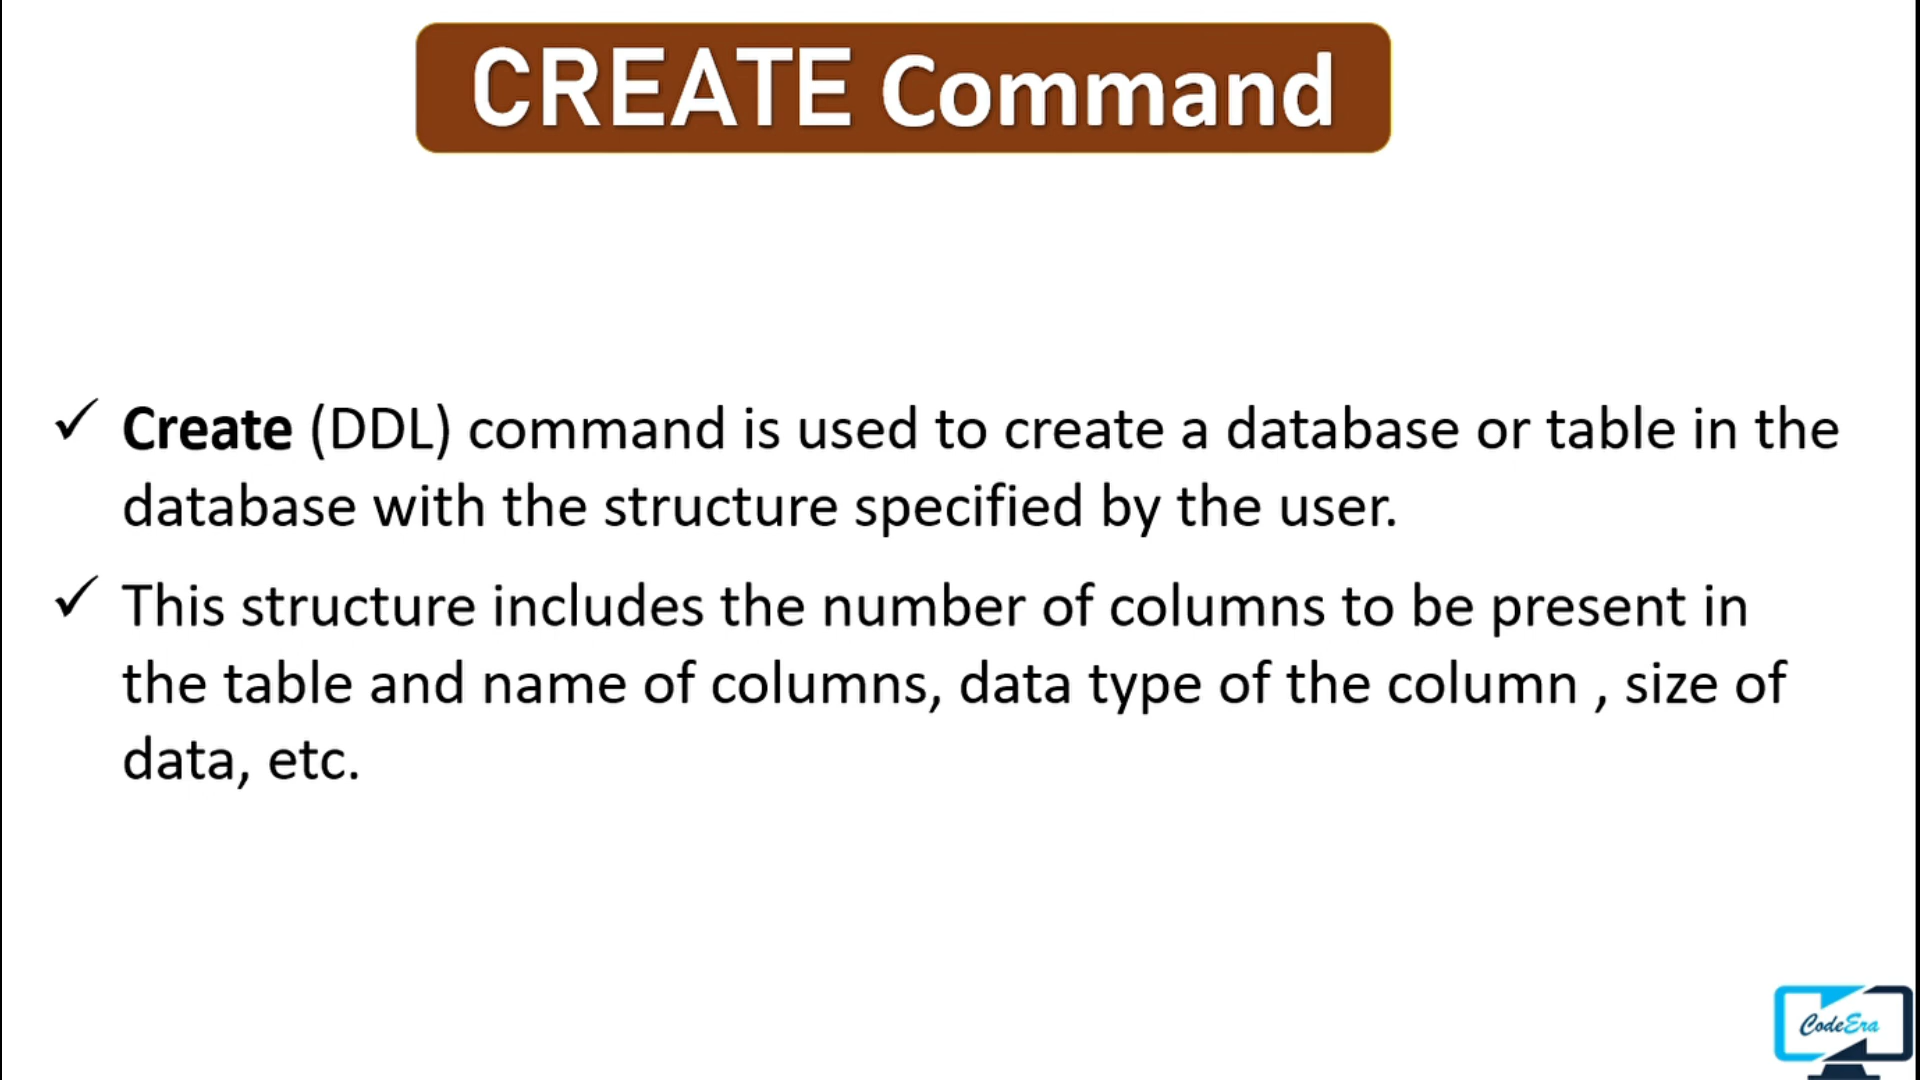 CREATE Command
✓ Create (DDL) command is used to create a database or table in the
database with the structure specified by the user.
✓ This structure includes the number of columns to be present in
the table and name of columns, data type of the column , size of
data, etc.
CodeEra